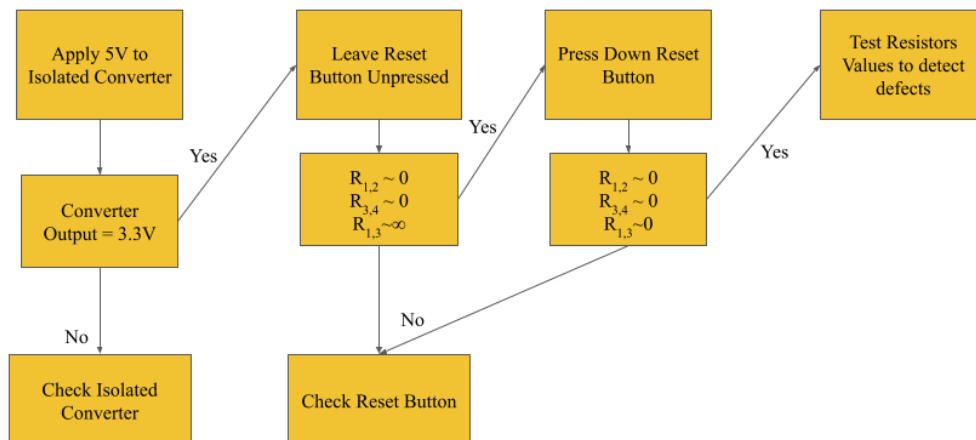 Apply 5V to
Isolated Converter
Leave Reset
Button Unpressed
Press Down Reset
Button
Test Resistors
Values to detect
defects
Yes
Yes
Yes
Converter
Output = 3.3V
R1,2 ~ 0
R3,4 ~ 0
R1,3~∞
R1,2 ~ 0
R3,4 ~ 0
R1,3~0
No
No
Check Isolated
Converter
Check Reset Button